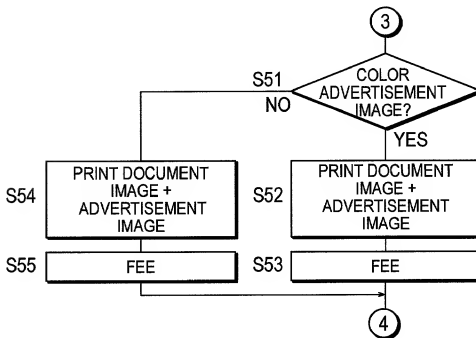 3
S51
COLOR
ADVERTISEMENT
IMAGE?
NO
YES
S54
PRINT DOCUMENT
IMAGE +
ADVERTISEMENT
IMAGE
S52
PRINT DOCUMENT
IMAGE +
ADVERTISEMENT
IMAGE
S55
FEE
S53
FEE
4